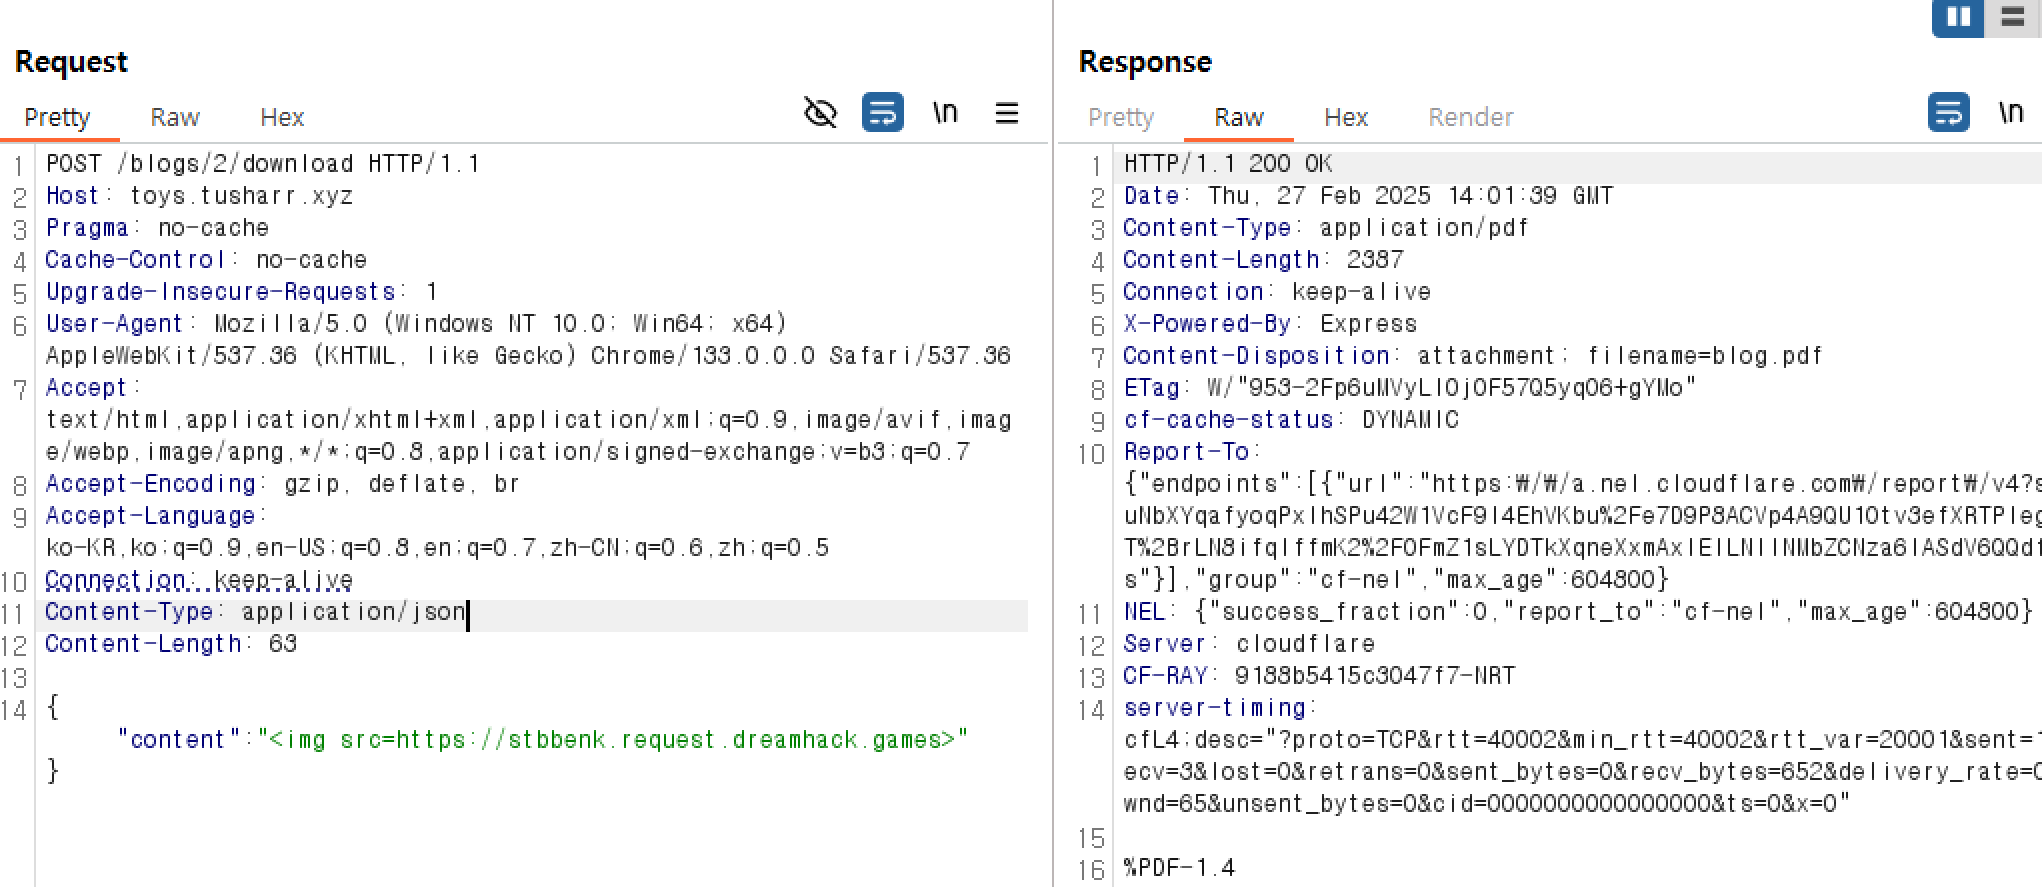 Request
Pretty Raw Hex
\n
1 POST /blogs/2/download HTTP/1.1
2 Host: toys.tusharr.xyz
3 Pragma: no-cache
4 Cache-Control: no-cache
5 Upgrade-Insecure-Requests: 1
6 User-Agent: Mozilla/5.0 (Windows NT 10.0; Win64; x64)
AppleWebKit/537.36 (KHTML, like Gecko) Chrome/133.0.0.0 Safari/537.36
7 Accept:
text/html,application/xhtml+xml,application/xml;q=0.9,image/avif,imag
e/webp,image/apng,*/*;q=0.8,application/signed-exchange;v=b3;q=0.7
8 Accept-Encoding: gzip, deflate, br
9 Accept-Language:
ko-KR,ko;q=0.9,en-US;q=0.8,en;q=0.7,zh-CN;q=0.6,zh;q=0.5
10 Connection: keep-alive
11 Content-Type: application/json
12 Content-Length: 63
13
14 {
"content":"<img src=https://stbbenk.request.dreamhack.games>"
}
Response
Pretty Raw Hex Render
\n
1 HTTP/1.1 200 OK
2 Date: Thu, 27 Feb 2025 14:01:39 GMT
3 Content-Type: application/pdf
4 Content-Length: 2387
5 Connection: keep-alive
6 X-Powered-By: Express
7 Content-Disposition: attachment; filename=blog.pdf
8 ETag: W/"953-2Fp6uMVyLl0j0F57Q5yq06+gYMo"
9 cf-cache-status: DYNAMIC
10 Report-To:
{"endpoints":[{"url":"https:₩/₩/a.nel.cloudflare.com₩/report₩/v4?s
uNbXYqafyoqPxlhSPu42W1VcF9l4EhVKbu%2Fe7D9P8ACVp4A9QU10tv3efXRTPleg
T%2BrLN8ifqlffmK2%2F0FmZ1sLYDTkXqneXxmAxlElLNllNMbZCNza6lASdV6QQdf
s"}],"group":"cf-nel","max_age":604800}
11 NEL: {"success_fraction":0,"report_to":"cf-nel","max_age":604800}
12 Server: cloudflare
13 CF-RAY: 9188b5415c3047f7-NRT
14 server-timing:
cfL4;desc="?proto=TCP&rtt=40002&min_rtt=40002&rtt_var=20001&sent=1
ecv=3&lost=0&retrans=0&sent_bytes=0&recv_bytes=652&delivery_rate=0
wnd=65&unsent_bytes=0&cid=0000000000000000&ts=0&x=0"
15
16 %PDF-1.4